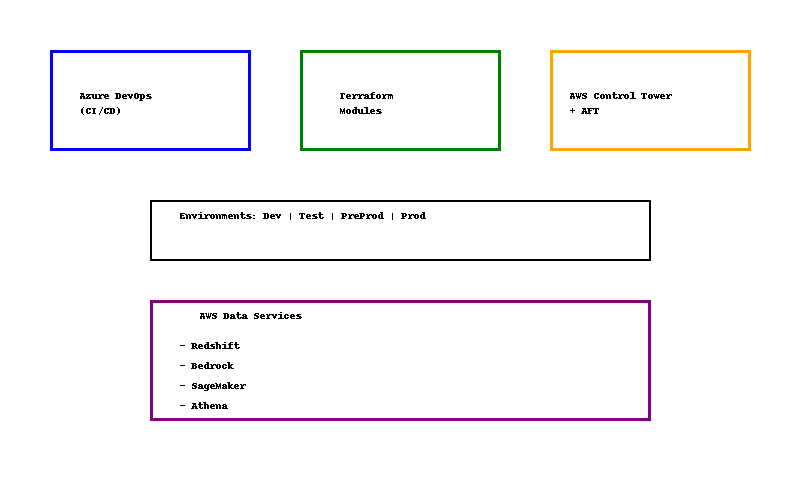 Azure DevOps
(CI/CD)
Terraform
Modules
AWS Control Tower
+ AFT
Environments: Dev | Test | PreProd | Prod
AWS Data Services
- Redshift
- Bedrock
- SageMaker
- Athena